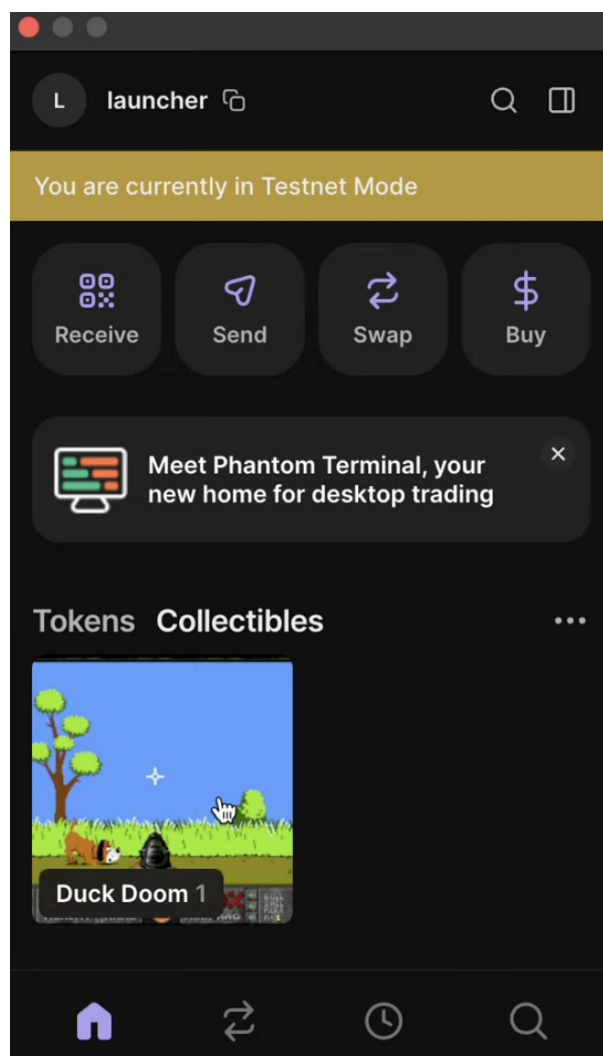 L
launcher
You are currently in Testnet Mode
Receive
Send
Swap
Buy
Meet Phantom Terminal, your
new home for desktop trading
Tokens
Collectibles
Duck Doom 1